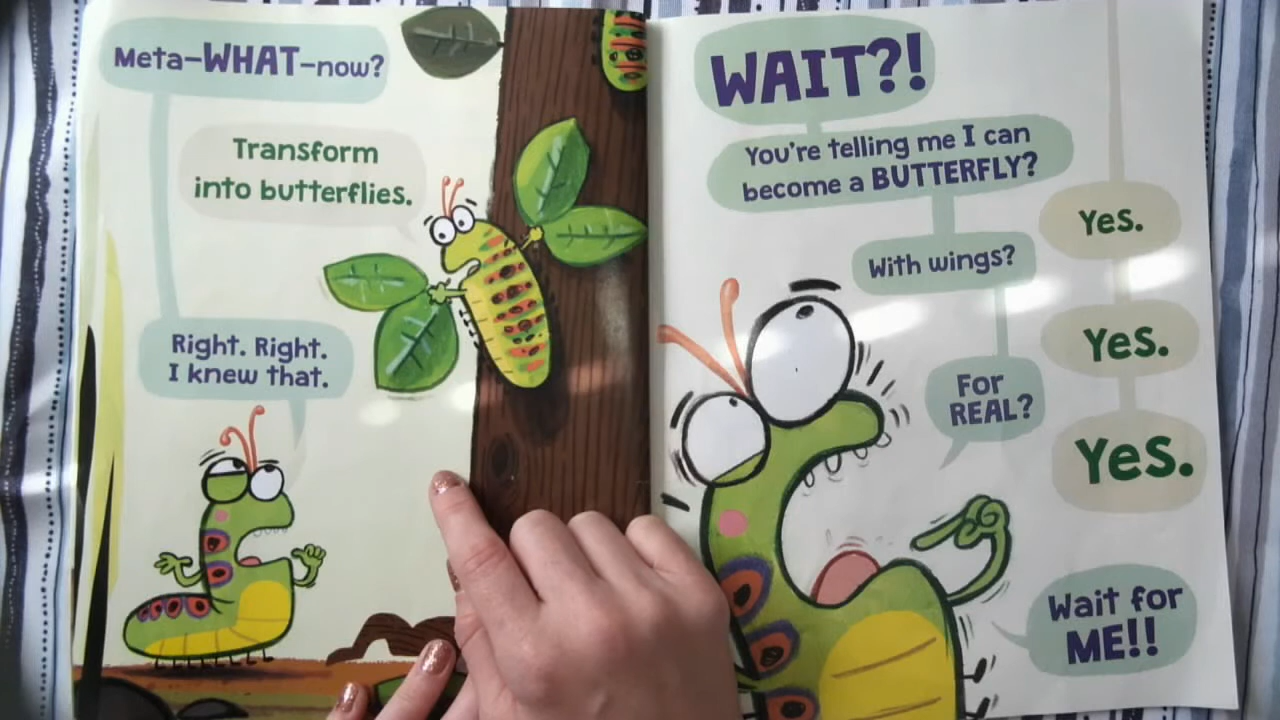 Meta-WHAT-now?
Transform
into butterflies.
Right. Right.
I knew that.
WAIT?!
You're telling me I can
become a BUTTERFLY?
Yes.
With wings?
Yes.
For
REAL?
Yes.
Wait for
ME!!